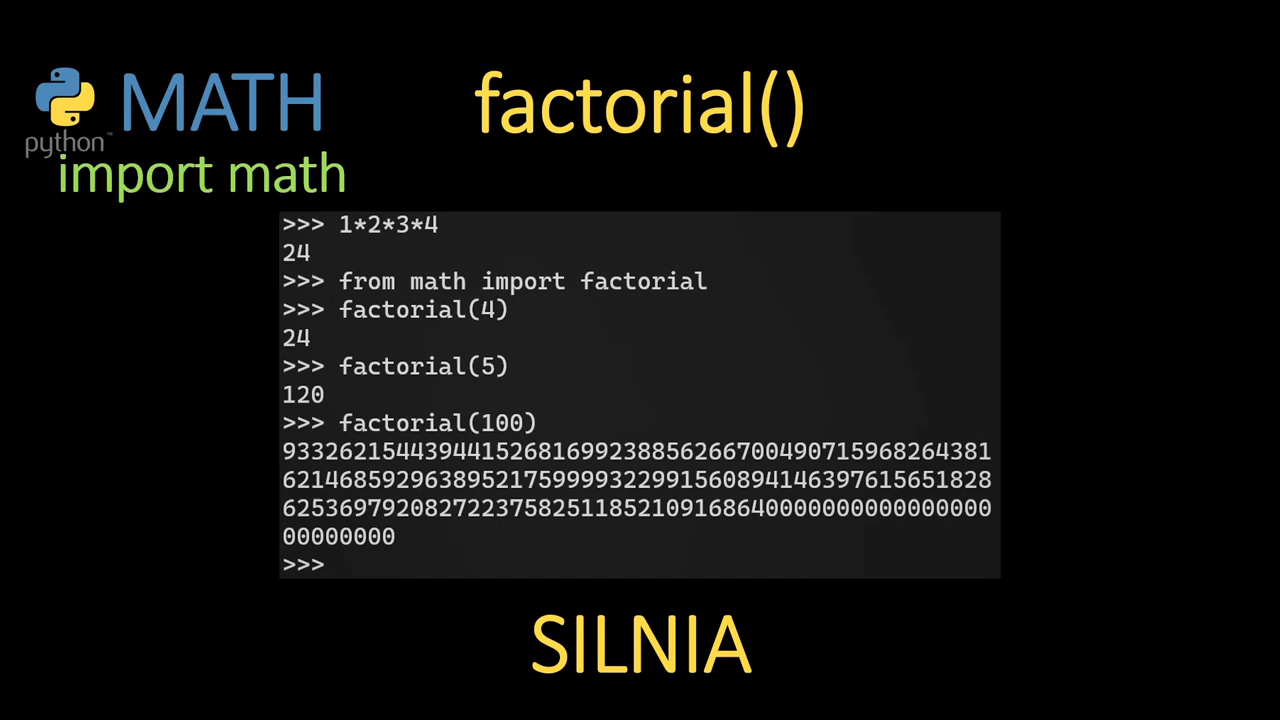 MATH
factorial()
python™
import math
>>> 1*2*3*4
24
>>> from math import factorial
>>> factorial(4)
24
>>> factorial(5)
120
>>> factorial(100)
93326215443944152681699238856266700490715968264381
62146859296389521759999322991560894146397615651828
62536979208272237582511852109168640000000000000000
00000000
>>>
SILNIA